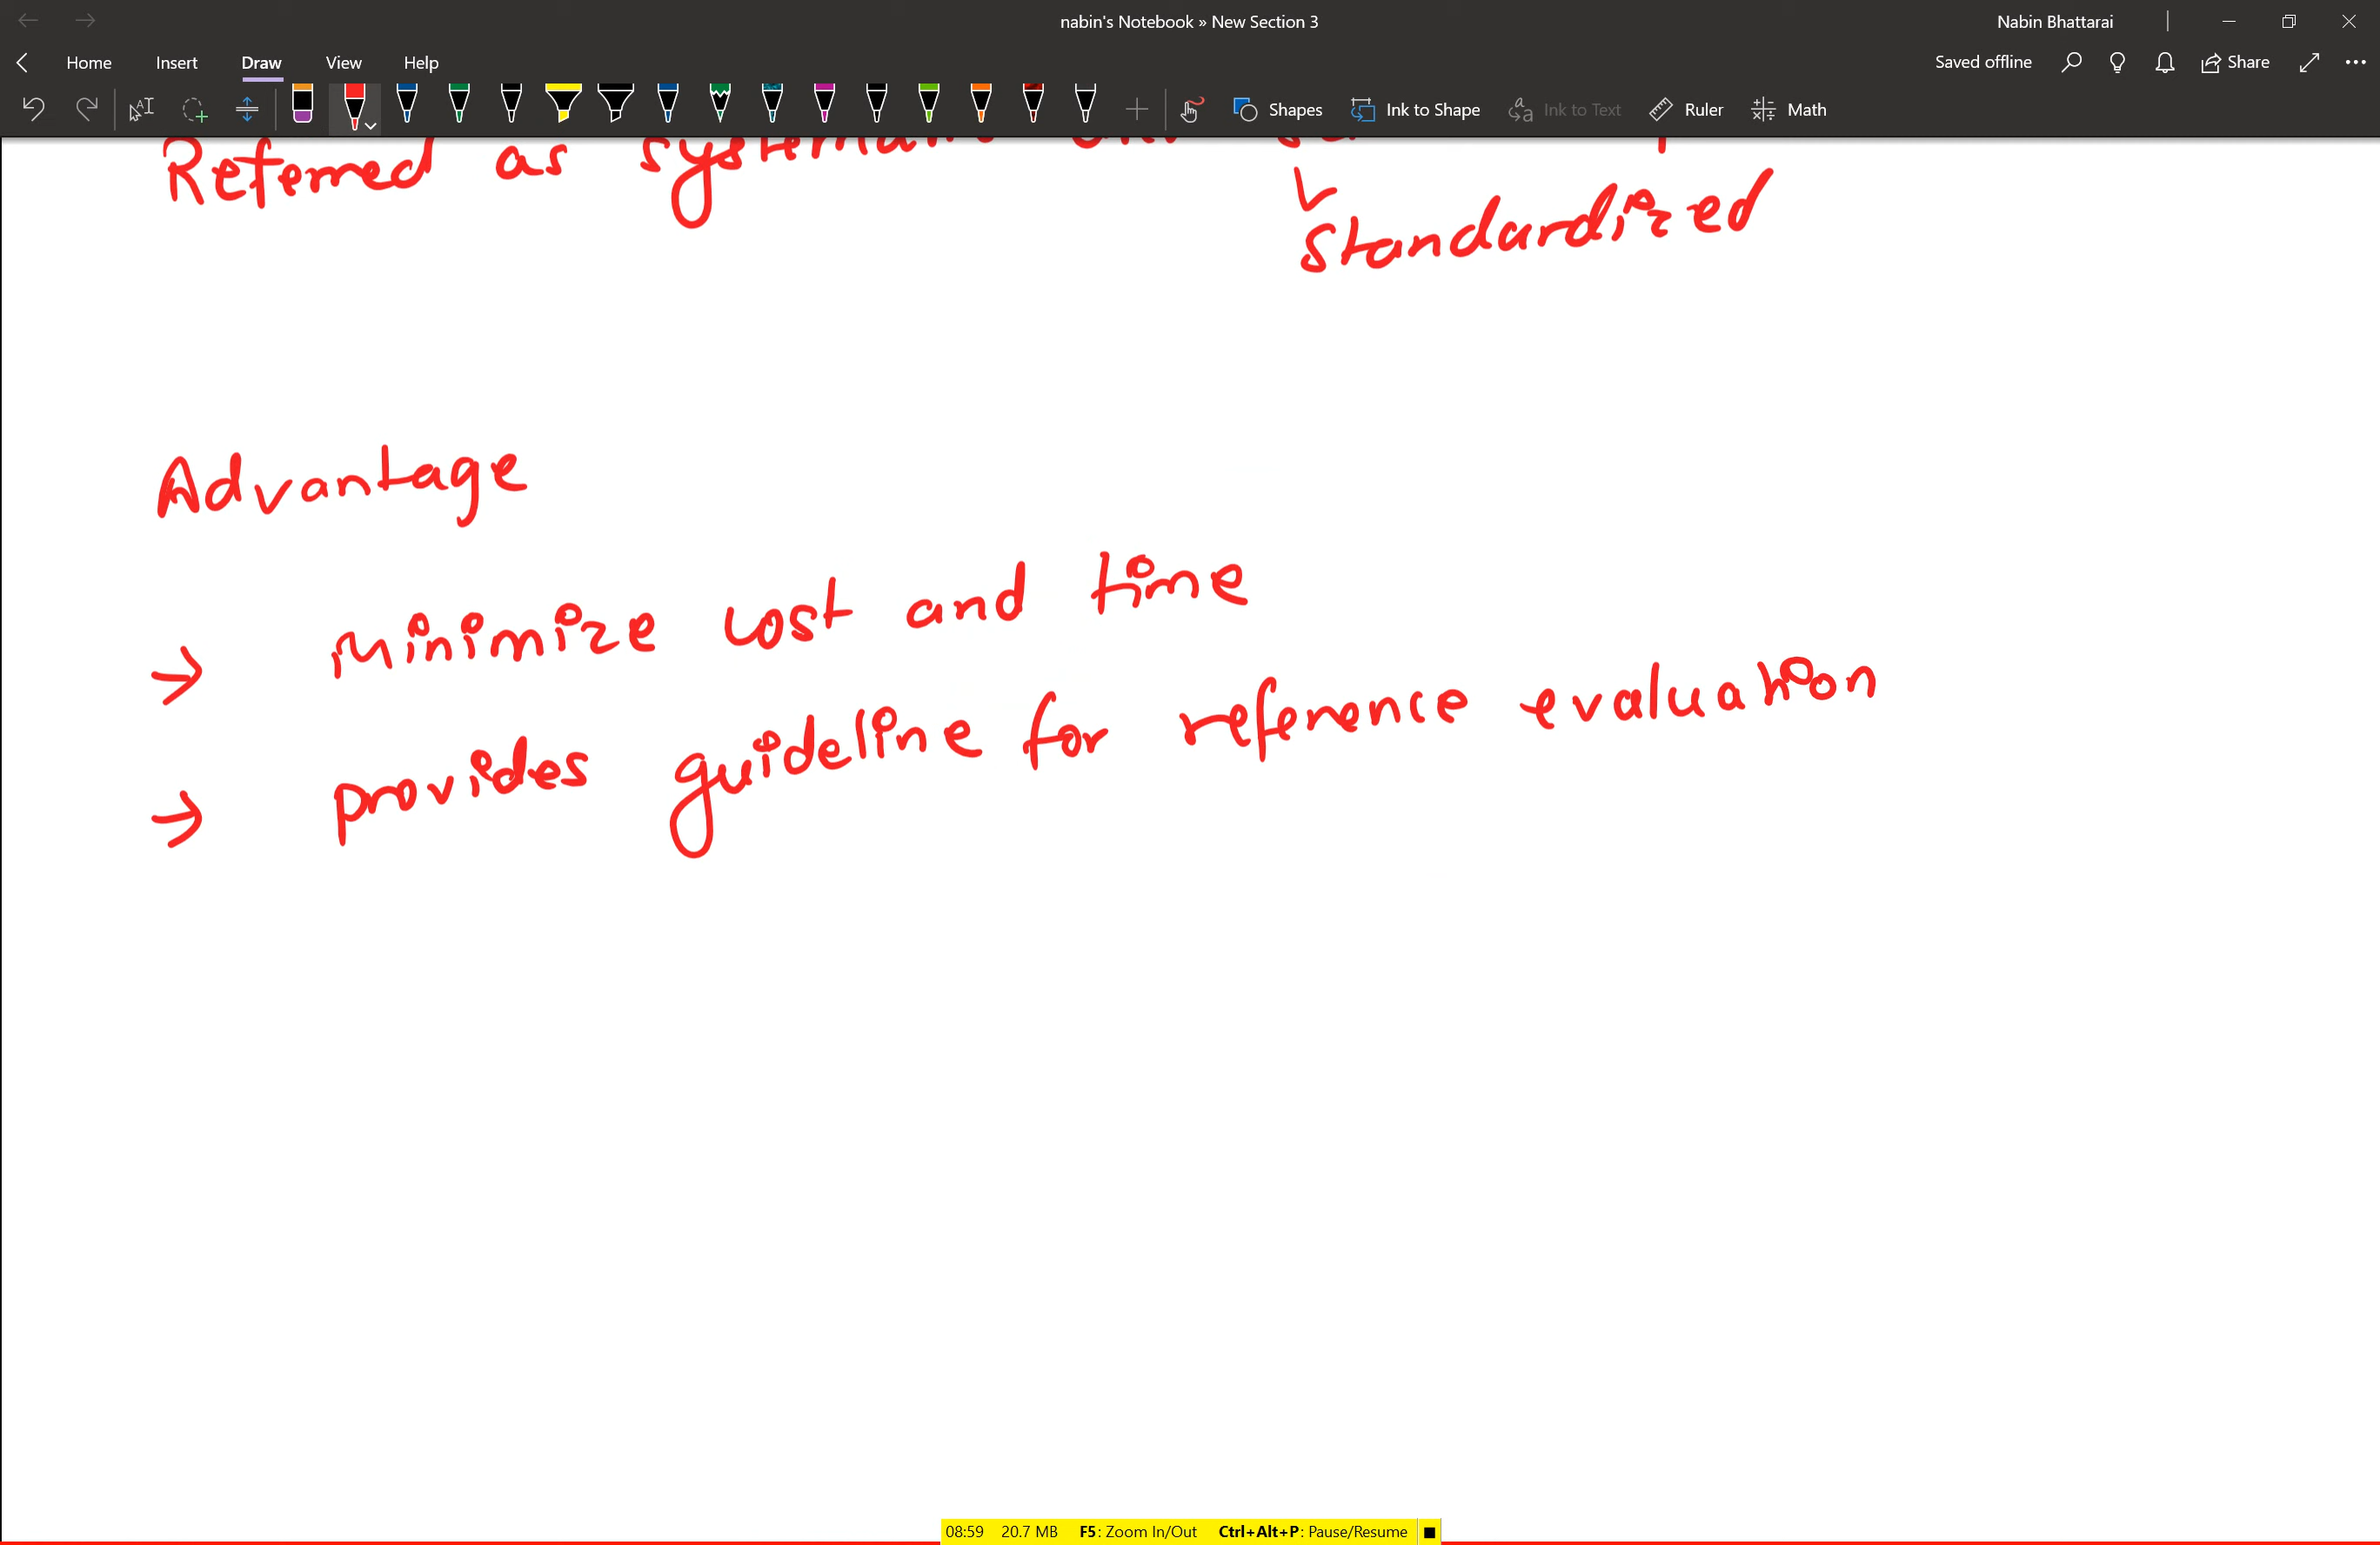 nabin's Notebook » New Section 3
Nabin Bhattarai
Home Insert Draw View Help
Saved offline
Share
Shapes Ink to Shape Ink to Text Ruler Math
Referred as
Standardized
Advantage
→ Minimize cost and time
→ provides guideline for reference evaluation
08:59 20.7 MB F5: Zoom In/Out Ctrl+Alt+P: Pause/Resume